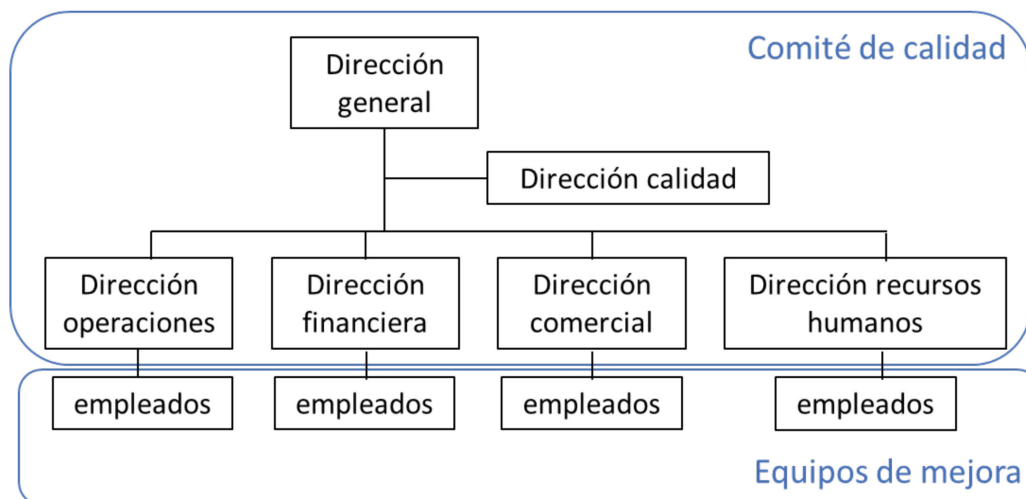 Comité de calidad
Dirección
general
Dirección calidad
Dirección
operaciones
Dirección
financiera
Dirección
comercial
Dirección recursos
humanos
empleados
empleados
empleados
empleados
Equipos de mejora